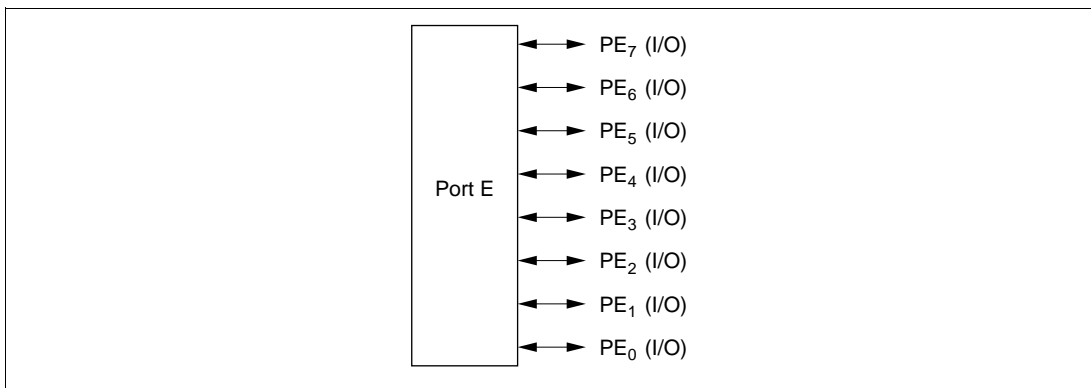 PE₇ (I/O)
PE₆ (I/O)
PE₅ (I/O)
PE₄ (I/O)
Port E
PE₃ (I/O)
PE₂ (I/O)
PE₁ (I/O)
PE₀ (I/O)